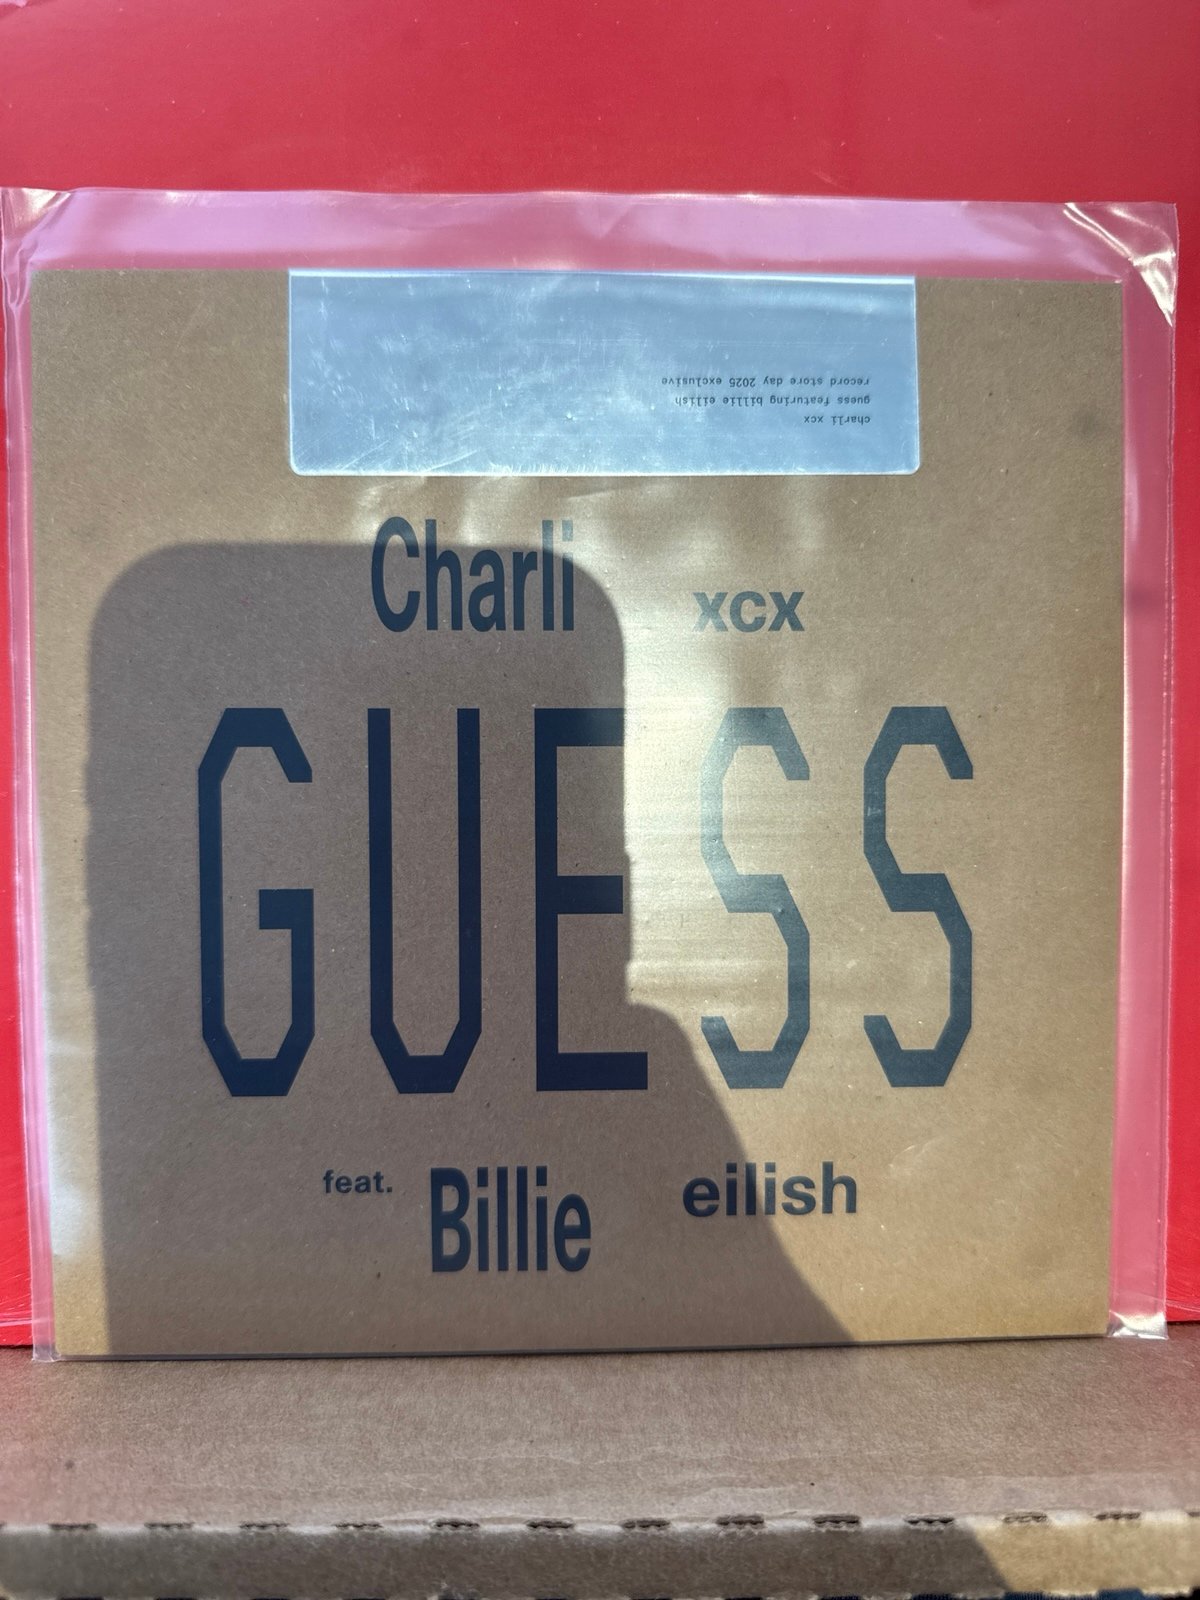 charli xcx
guess featuring billie eilish
record store day 2025 exclusive
Charli xcx
GUESS
feat. Billie eilish